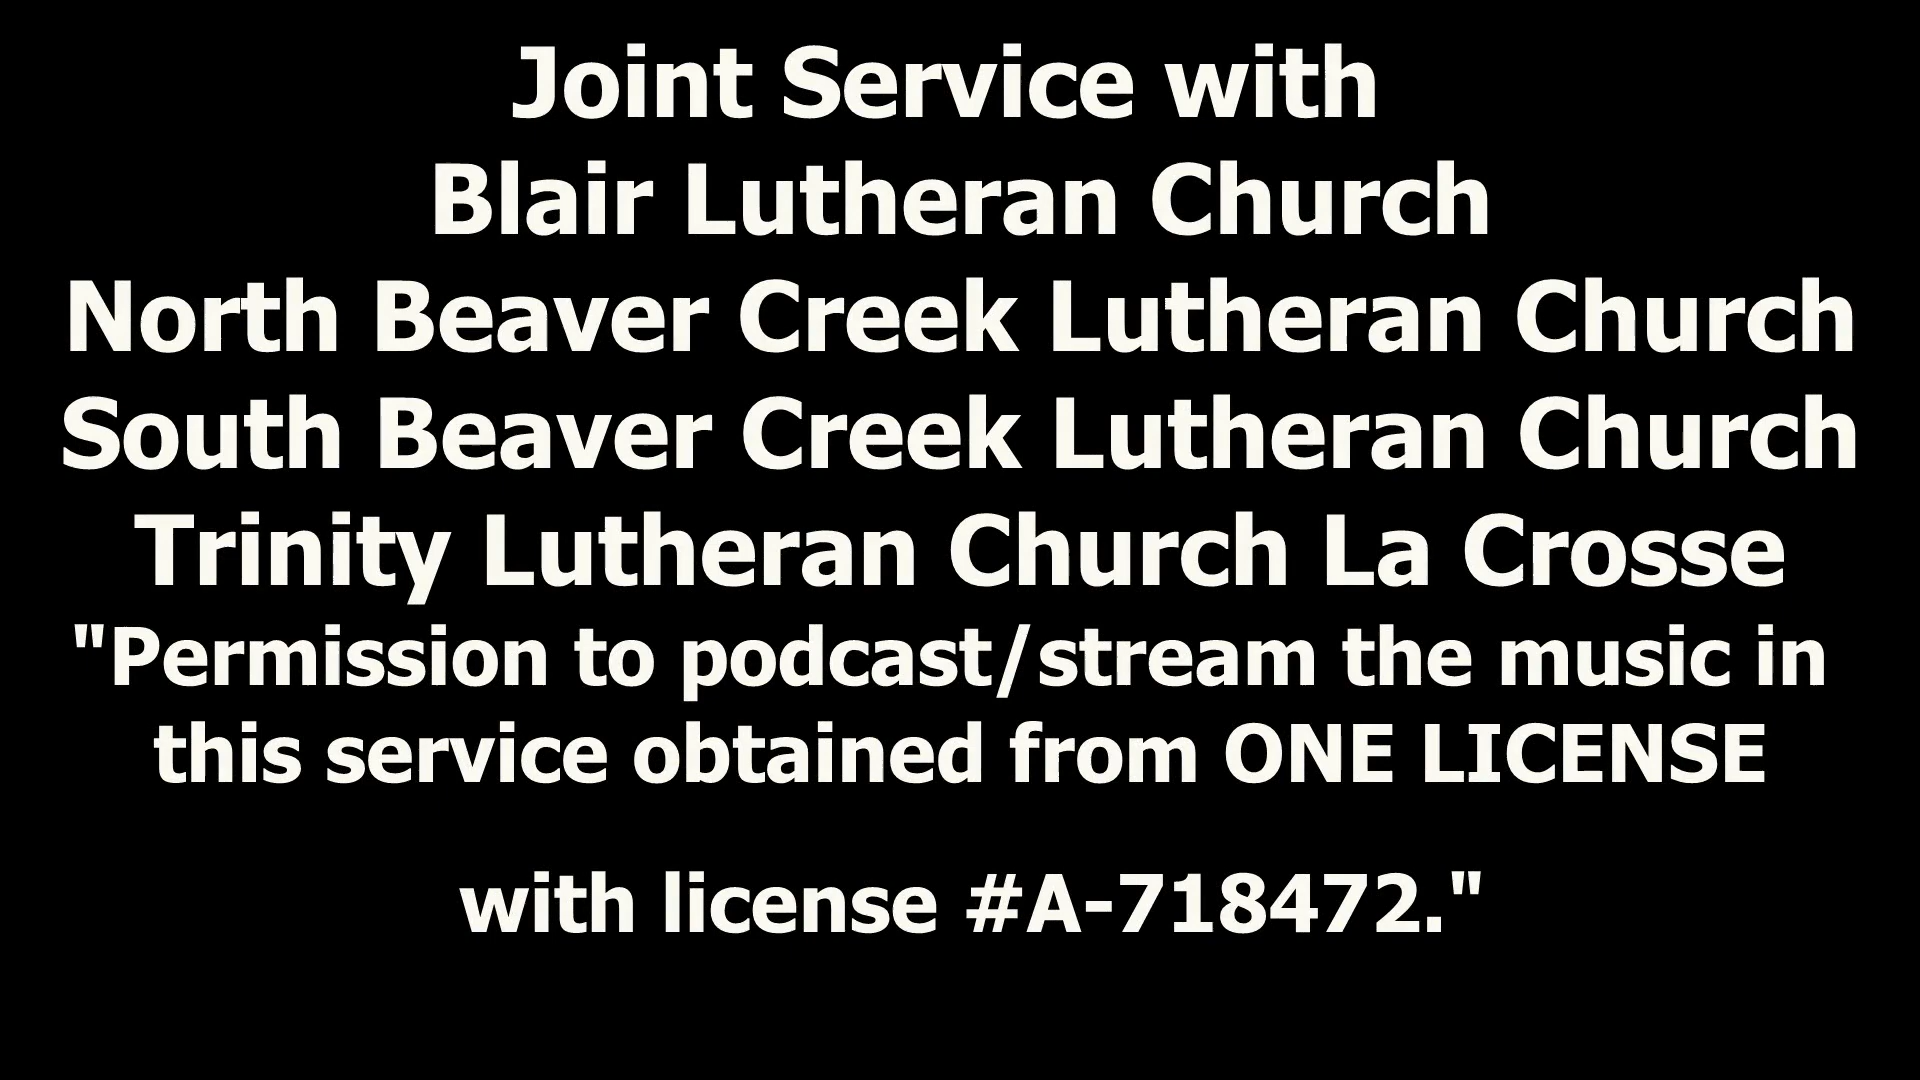 Joint Service with
Blair Lutheran Church
North Beaver Creek Lutheran Church
South Beaver Creek Lutheran Church
Trinity Lutheran Church La Crosse
"Permission to podcast/stream the music in
this service obtained from ONE LICENSE
with license #A-718472."